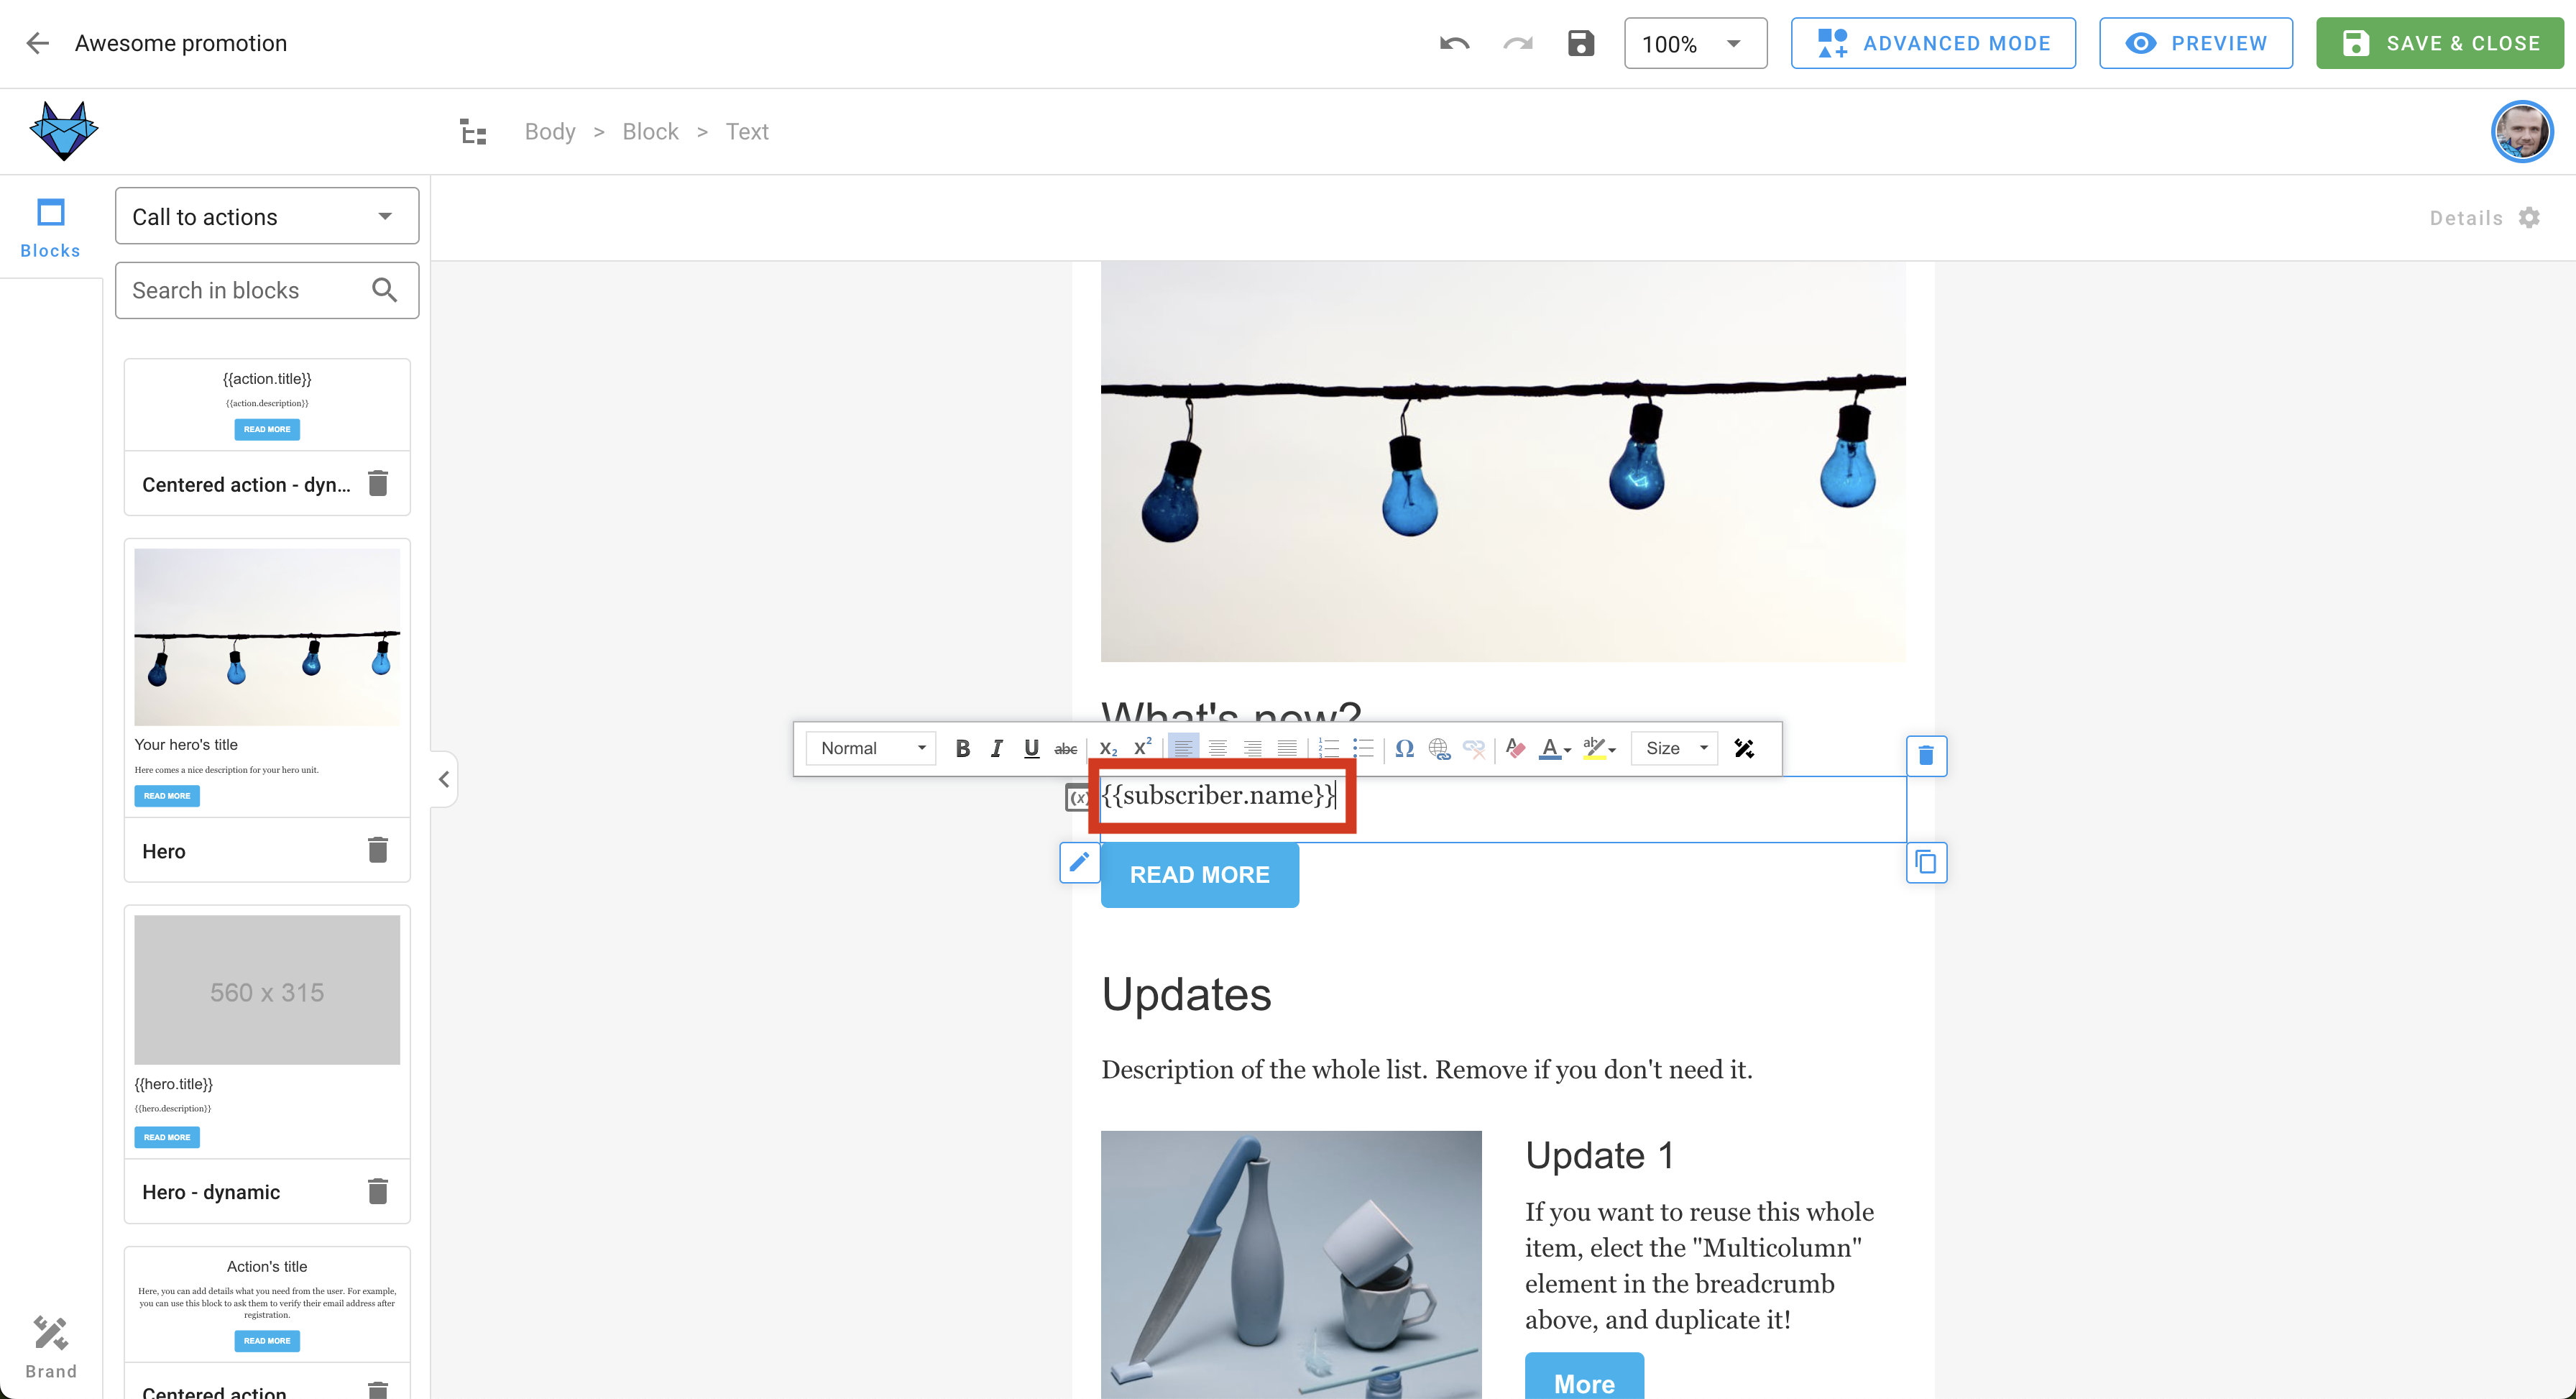 Awesome promotion
100%
ADVANCED MODE
PREVIEW
SAVE & CLOSE
Body > Block > Text
Blocks
Call to actions
Details
Search in blocks
{{action.title}}
{{action.description}}
READ MORE
Centered action - dyn...
Your hero's title
Here comes a nice description for your hero unit.
READ MORE
Hero
560 x 315
{{hero.title}}
{{hero.description}}
READ MORE
Hero - dynamic
Action's title
Here, you can add details what you need from the user. For example,
you can use this block to ask them to verify their email address after
registration.
READ MORE
Centered action
Brand
What's new?
Normal
B I U abc X₂ X² Ω A ab Size
(x)
{{subscriber.name}}
READ MORE
Updates
Description of the whole list. Remove if you don't need it.
Update 1
If you want to reuse this whole
item, elect the "Multicolumn"
element in the breadcrumb
above, and duplicate it!
More